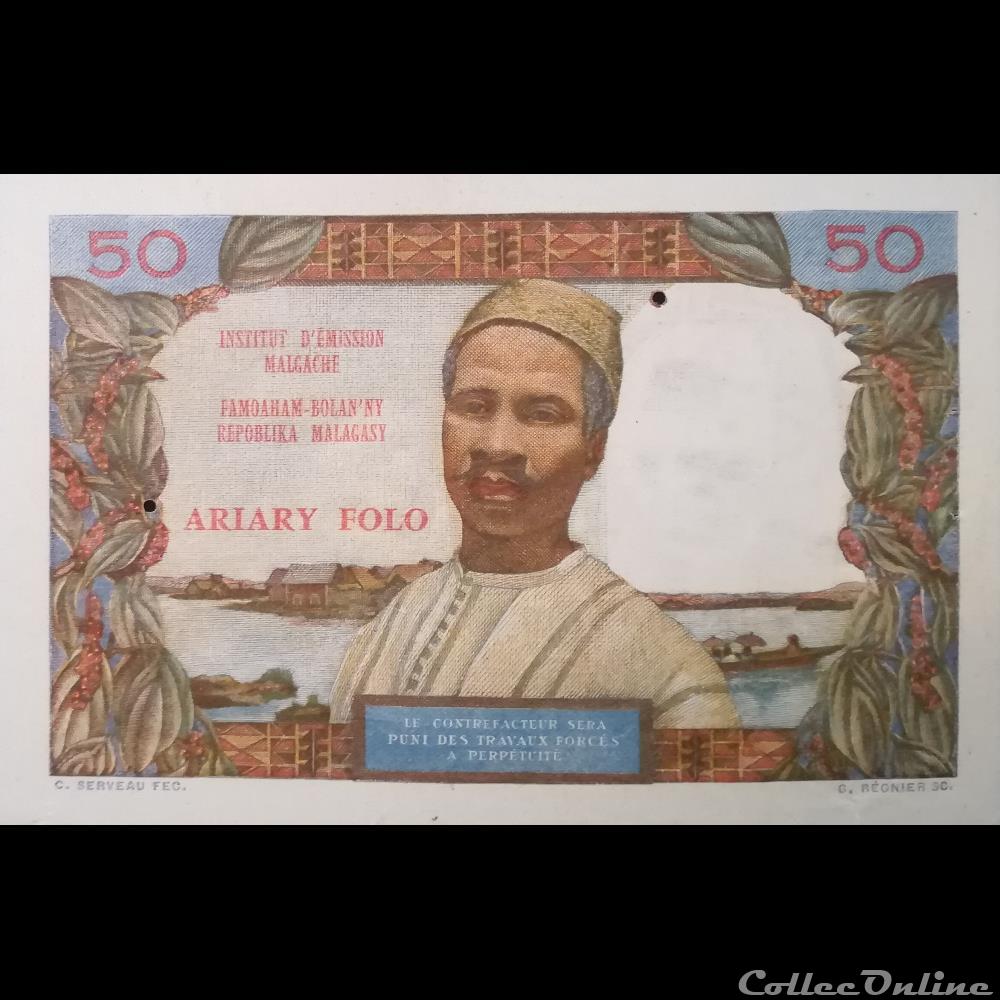 50
50
INSTITUT D'ÉMISSION
MALGACHE
FAMOAHAM-BOLAN'NY
REPOBLIKA MALAGASY
ARIARY FOLO
LE CONTREFACTEUR SERA
PUNI DES TRAVAUX FORCÉS
A PERPÉTUITÉ
C. SERVEAU FEC.
G. RÉGNIER SC.
CollecOnline